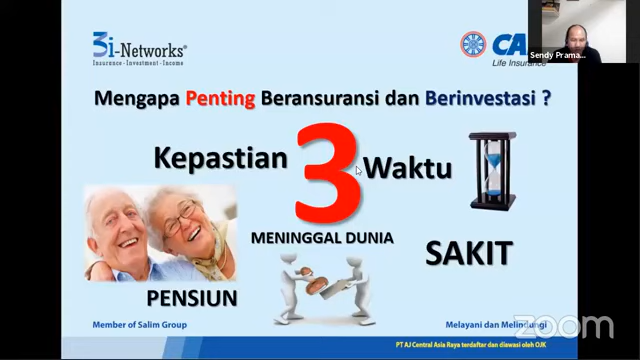 3i-Networks®
Insurance - Investment - Income
Life Insurance
Sendy Prama...
Mengapa Penting Beransuransi dan Berinvestasi ?
Kepastian 3 Waktu
MENINGGAL DUNIA
SAKIT
PENSIUN
Member of Salim Group
Melayani dan Melindungi
zoom
PT AJ Central Asia Raya terdaftar dan diawasi oleh OJK